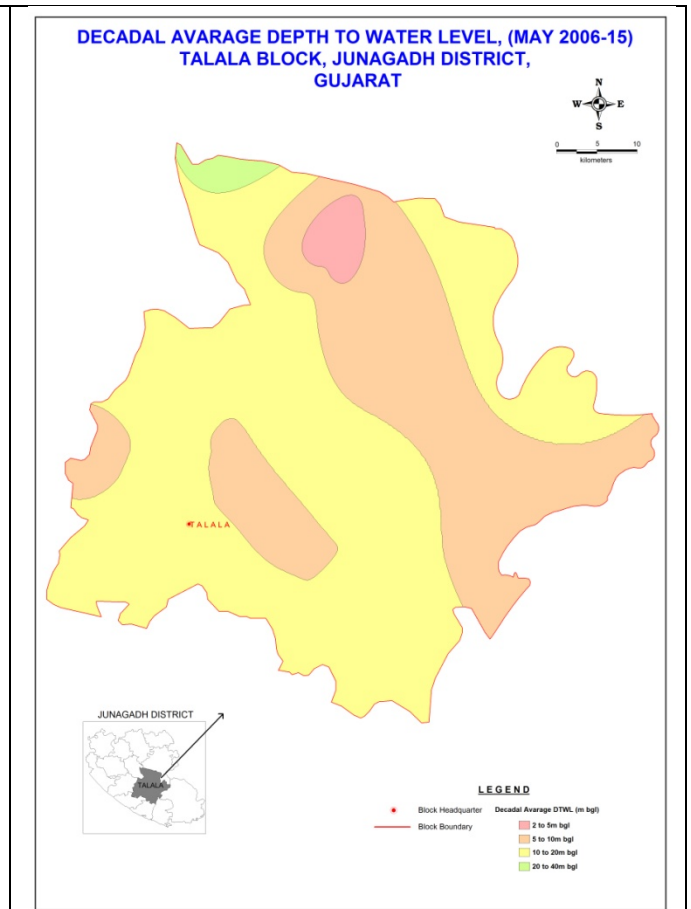 DECADAL AVARAGE DEPTH TO WATER LEVEL, (MAY 2006-15)
TALALA BLOCK, JUNAGADH DISTRICT,
GUJARAT
N
W E
S
0 5 10
kilometers
TALALA
JUNAGADH DISTRICT
TALALA
LEGEND
Block Headquarter
Block Boundary
Decadal Avarage DTWL (m bgl)
2 to 5m bgl
5 to 10m bgl
10 to 20m bgl
20 to 40m bgl